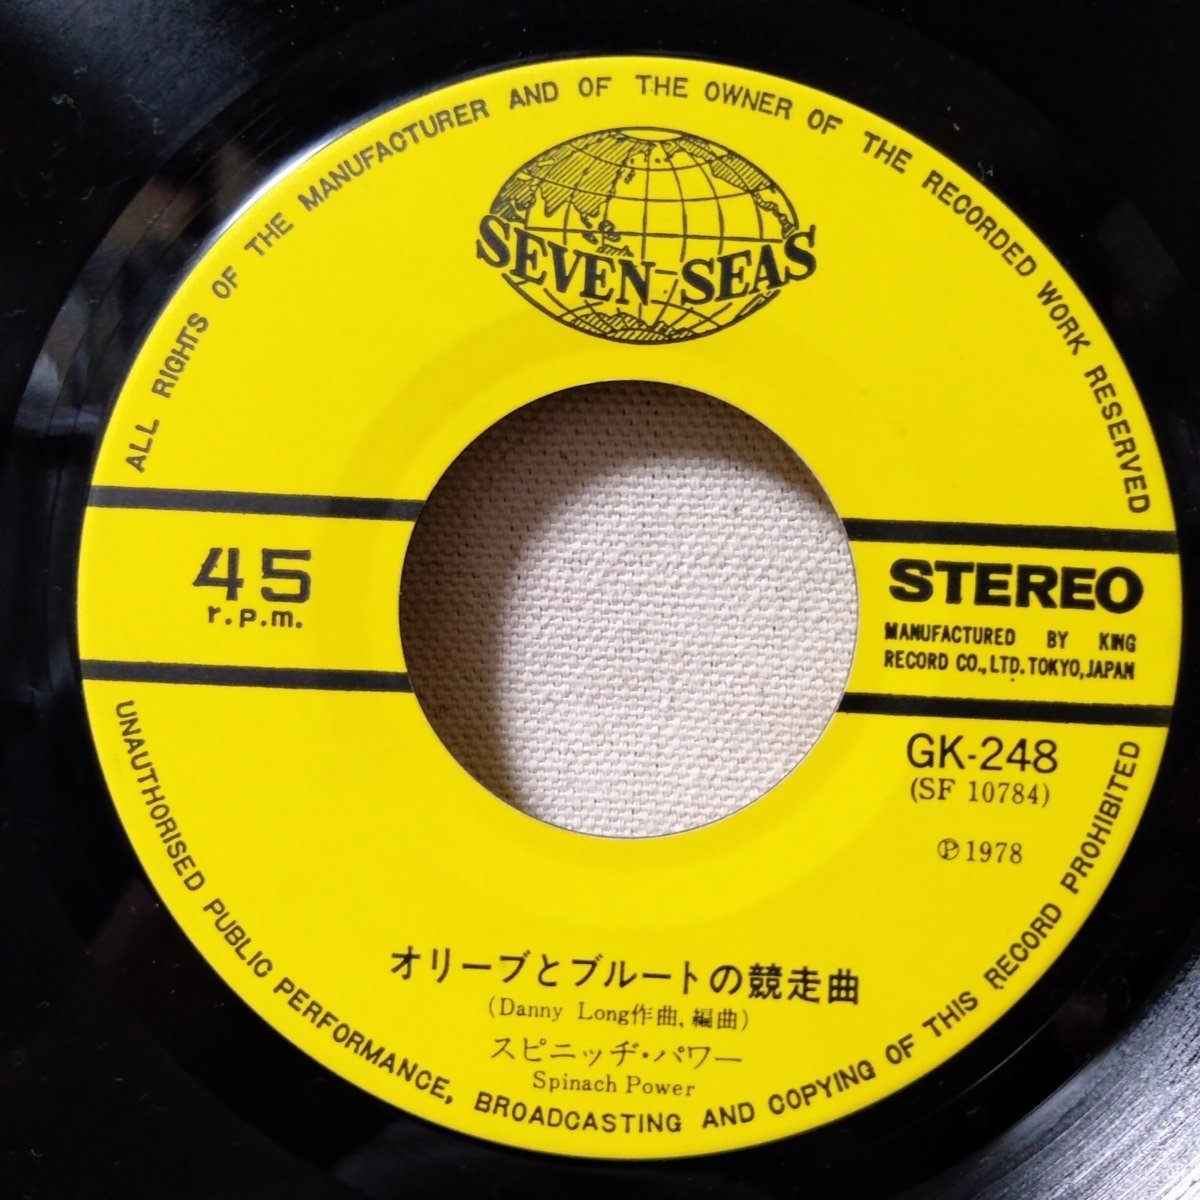 ALL RIGHTS OF THE MANUFACTURER AND OF THE OWNER OF THE RECORDED WORK RESERVED
SEVEN SEAS
45
r.p.m.
STEREO
MANUFACTURED BY KING
RECORD CO., LTD. TOKYO, JAPAN
GK-248
(SF 10784)
Ⓟ1978
オリーブとブルートの競走曲
(Danny Long作曲, 編曲)
スピニッヂ・パワー
Spinach Power
UNAUTHORISED PUBLIC PERFORMANCE, BROADCASTING AND COPYING OF THIS RECORD PROHIBITED